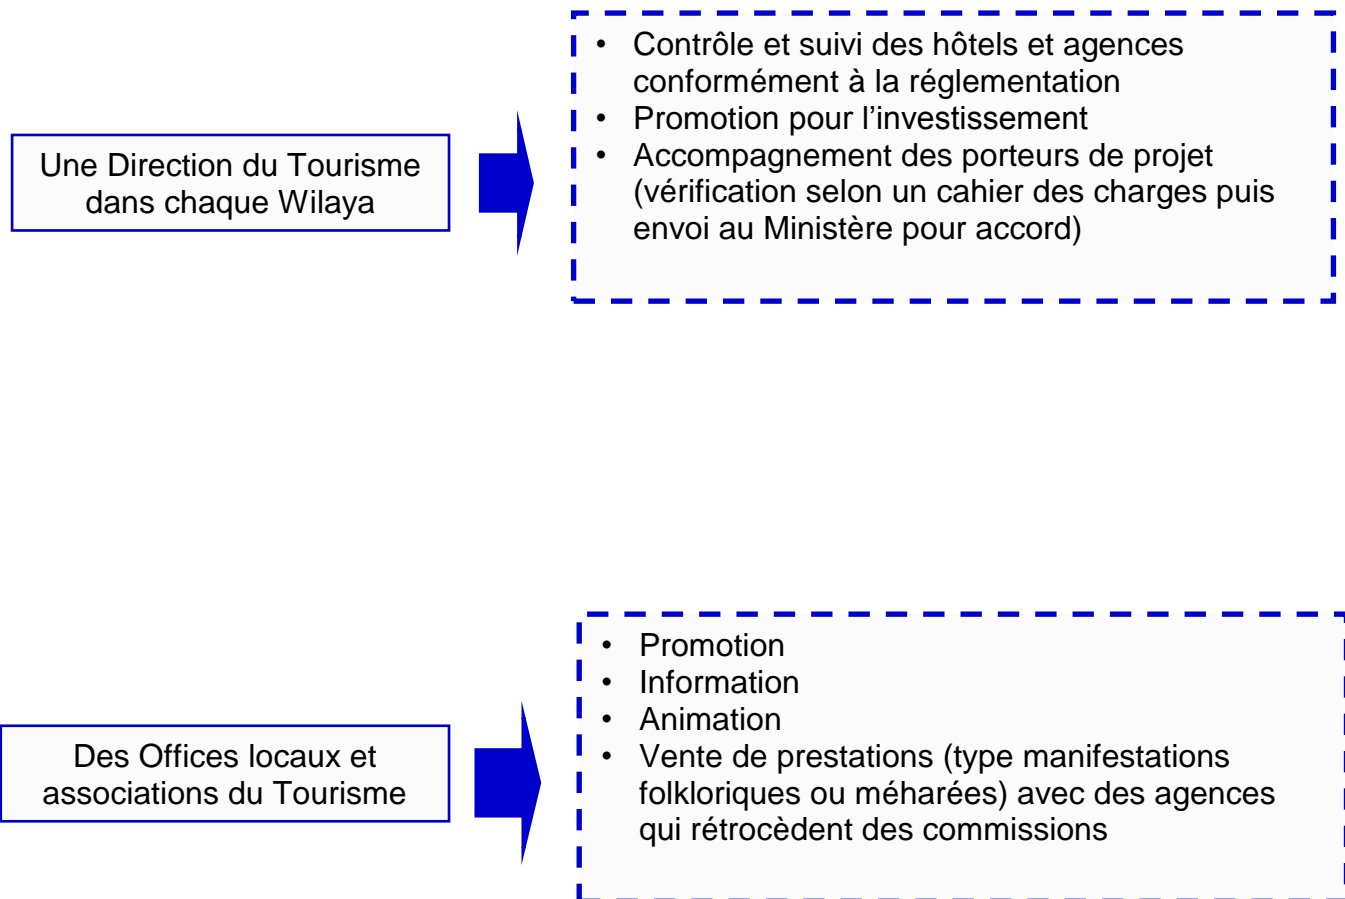 Une Direction du Tourisme
dans chaque Wilaya
• Contrôle et suivi des hôtels et agences
conformément à la réglementation
• Promotion pour l’investissement
• Accompagnement des porteurs de projet
(vérification selon un cahier des charges puis
envoi au Ministère pour accord)
Des Offices locaux et
associations du Tourisme
• Promotion
• Information
• Animation
• Vente de prestations (type manifestations
folkloriques ou méharées) avec des agences
qui rétrocèdent des commissions